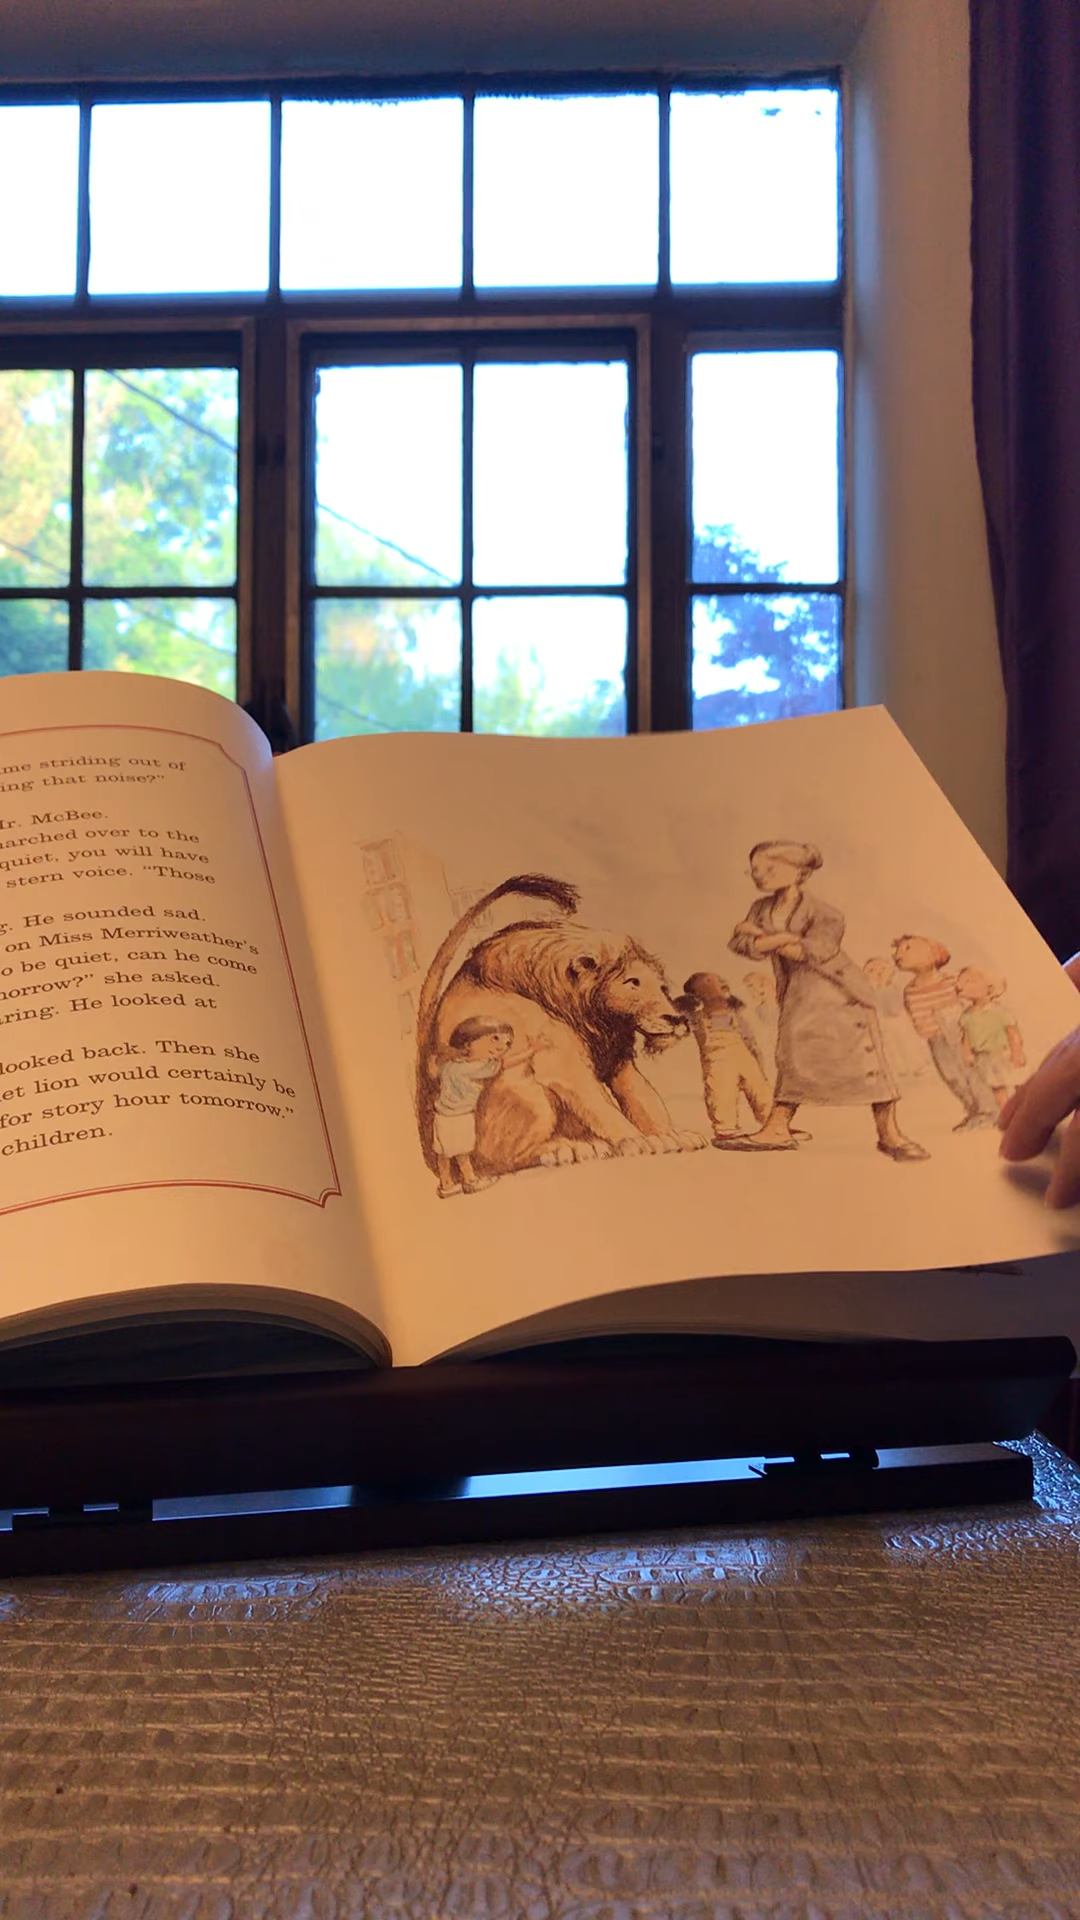 me striding out of
ing that noise?"
r. McBee.
arched over to the
quiet, you will have
stern voice. "Those
g. He sounded sad.
on Miss Merriweather's
o be quiet, can he come
orrow?" she asked.
ring. He looked at
looked back. Then she
et lion would certainly be
for story hour tomorrow."
children.